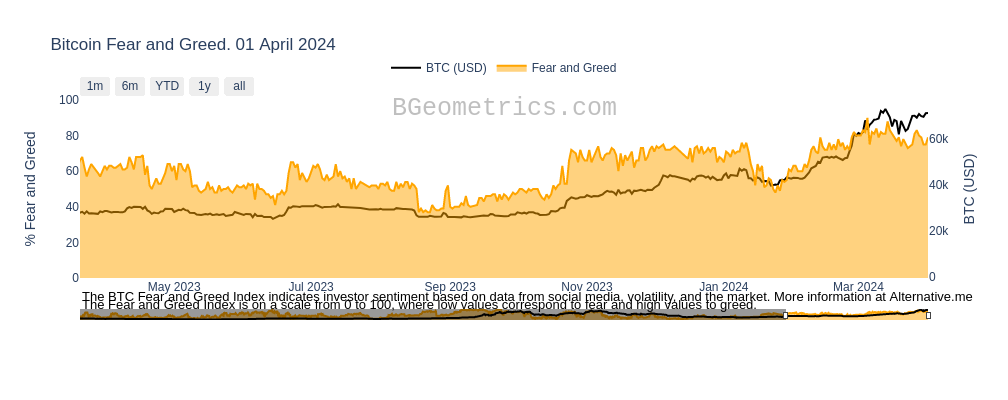 Bitcoin Fear and Greed. 01 April 2024
BTC (USD) Fear and Greed
1m 6m YTD 1y all
BGeometrics.com
100
80
60
40
20
0
% Fear and Greed
60k
40k
20k
0
BTC (USD)
May 2023 Jul 2023 Sep 2023 Nov 2023 Jan 2024 Mar 2024
The BTC Fear and Greed Index indicates investor sentiment based on data from social media, volatility, and the market. More information at Alternative.me
The Fear and Greed Index is on a scale from 0 to 100, where low values correspond to fear and high values to greed.